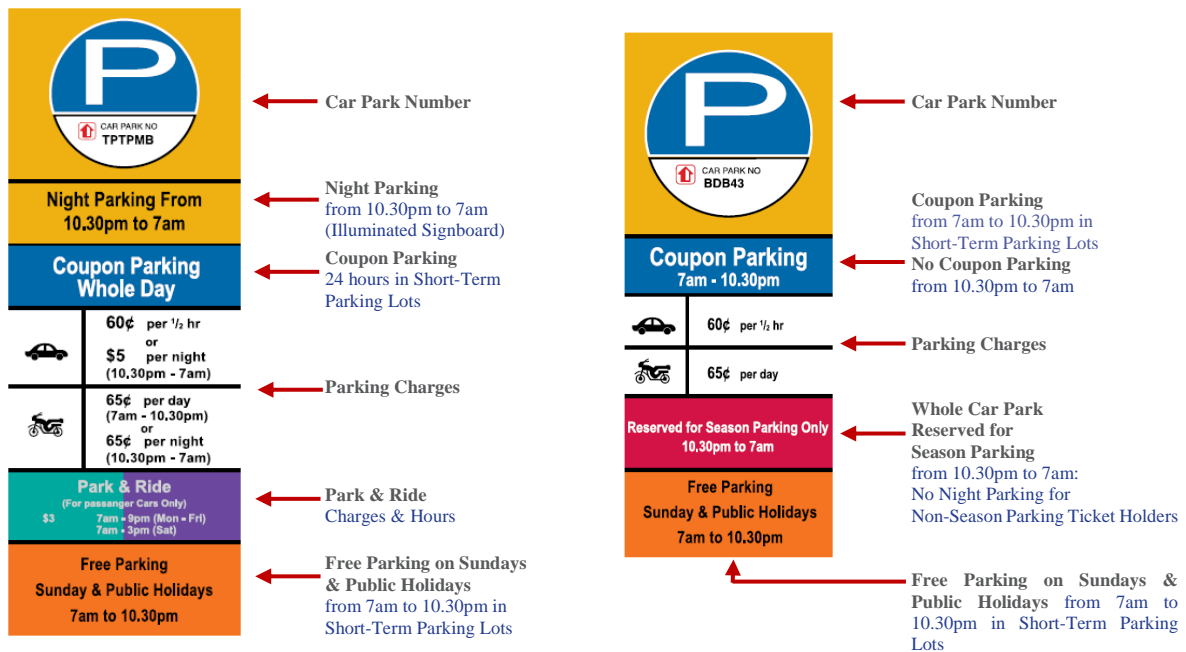 P
CAR PARK NO
TPTPMB
Car Park Number
Night Parking From
10.30pm to 7am
Night Parking
from 10.30pm to 7am
(Illuminated Signboard)
Coupon Parking
Whole Day
Coupon Parking
24 hours in Short-Term
Parking Lots
60¢ per 1/2 hr
or
$5 per night
(10.30pm - 7am)
65¢ per day
(7am - 10.30pm)
or
65¢ per night
(10.30pm - 7am)
Parking Charges
Park & Ride
(For passanger Cars Only)
$3 7am - 9pm (Mon - Fri)
7am - 3pm (Sat)
Park & Ride
Charges & Hours
Free Parking
Sunday & Public Holidays
7am to 10.30pm
Free Parking on Sundays
& Public Holidays
from 7am to 10.30pm in
Short-Term Parking Lots
P
CAR PARK NO
BDB43
Car Park Number
Coupon Parking
7am - 10.30pm
Coupon Parking
from 7am to 10.30pm in
Short-Term Parking Lots
No Coupon Parking
from 10.30pm to 7am
60¢ per 1/2 hr
65¢ per day
Parking Charges
Reserved for Season Parking Only
10.30pm to 7am
Whole Car Park
Reserved for
Season Parking
from 10.30pm to 7am:
No Night Parking for
Non-Season Parking Ticket Holders
Free Parking
Sunday & Public Holidays
7am to 10.30pm
Free Parking on Sundays &
Public Holidays from 7am to
10.30pm in Short-Term Parking
Lots